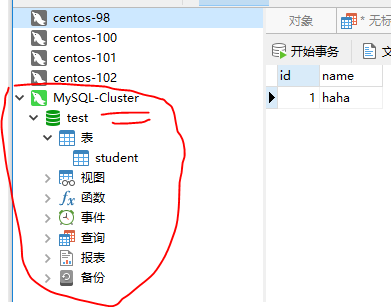 centos-98
centos-100
centos-101
centos-102
MySQL-Cluster
test
表
student
视图
fx 函数
事件
查询
报表
备份
对象
* 无标
开始事务
文
id name
1 haha